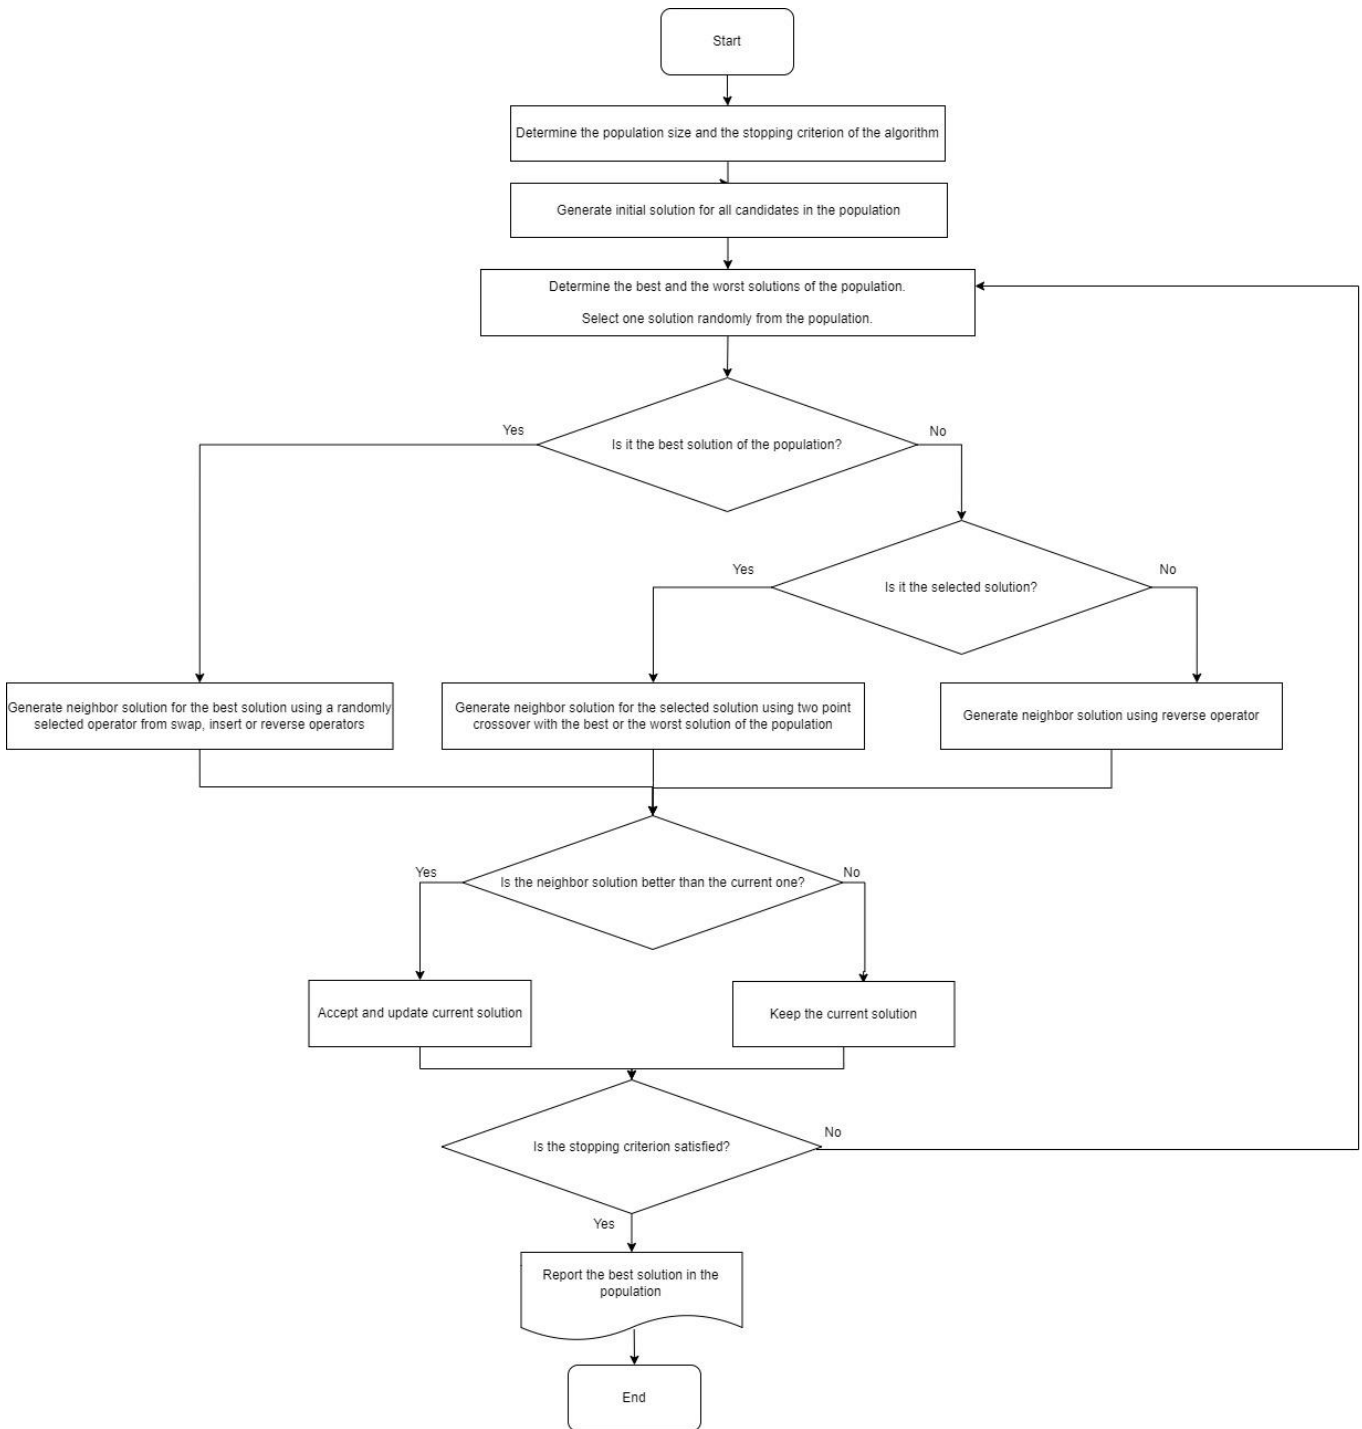 Start
Determine the population size and the stopping criterion of the algorithm
Generate initial solution for all candidates in the population
Determine the best and the worst solutions of the population.
Select one solution randomly from the population.
Yes
Is it the best solution of the population?
No
Yes
Is it the selected solution?
No
Generate neighbor solution for the best solution using a randomly
selected operator from swap, insert or reverse operators
Generate neighbor solution for the selected solution using two point
crossover with the best or the worst solution of the population
Generate neighbor solution using reverse operator
Yes
Is the neighbor solution better than the current one?
No
Accept and update current solution
Keep the current solution
Is the stopping criterion satisfied?
No
Yes
Report the best solution in the
population
End